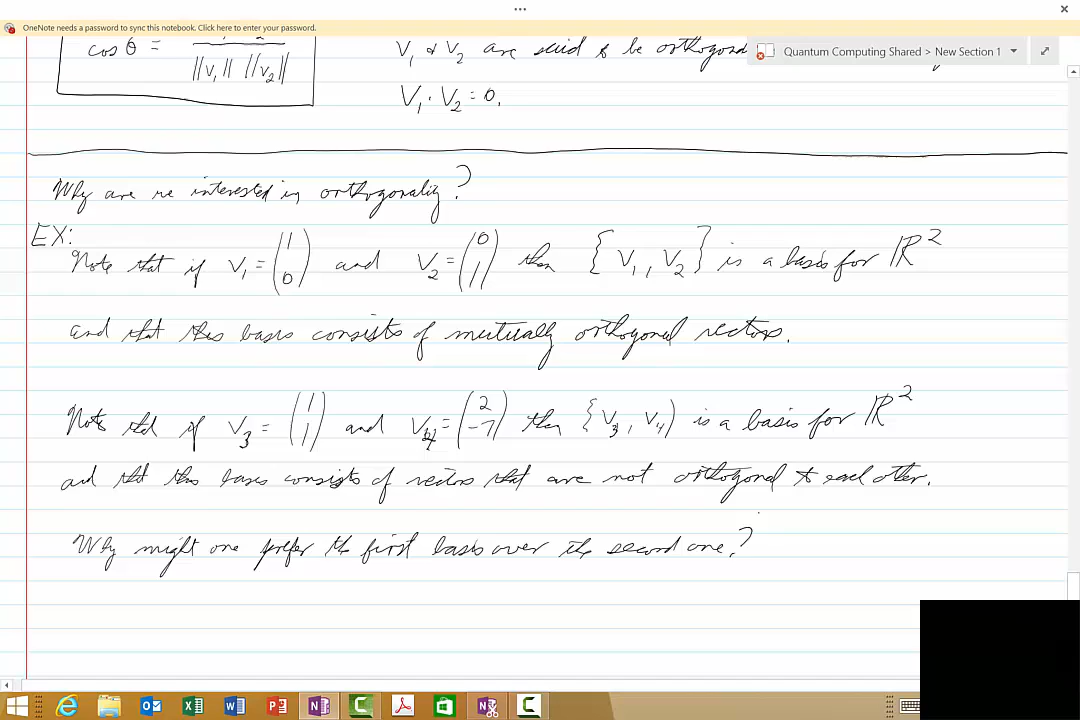 OneNote needs a password to sync this notebook. Click here to enter your password.
cos θ = ‖v₁‖ ‖v₂‖
V₁ & V₂ are said to be orthogonal
Quantum Computing Shared > New Section 1
V₁ · V₂ = 0.
Why are we interested in orthogonality?
EX:
Note that if V₁ = (1 0) and V₂ = (0 1) then {V₁, V₂} is a basis for ℝ²
and that this basis consists of mutually orthogonal vectors.
Note that if V₃ = (1 1) and V₄ = (2 -7) then {V₃, V₄) is a basis for ℝ²
and that this bases consists of vectors that are not orthogonal to each other.
Why might one prefer the first basis over the second one?